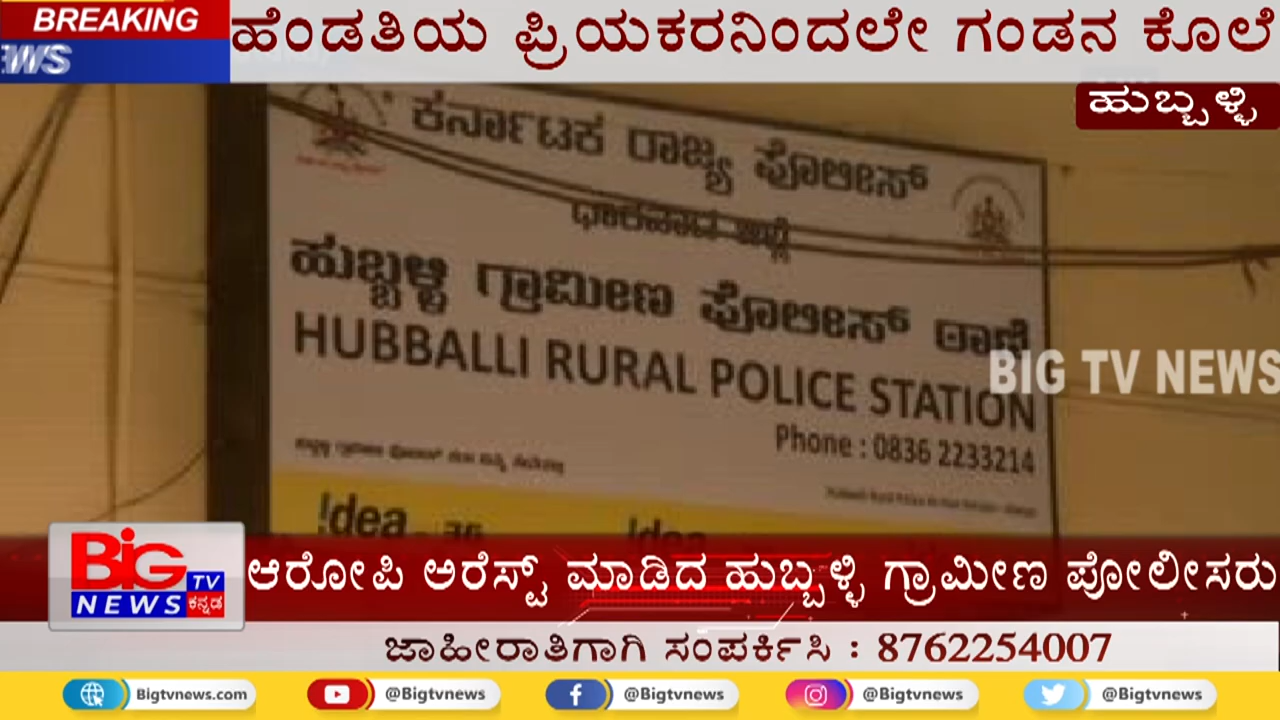 BREAKING
NEWS
ಹೆಂಡತಿಯ ಪ್ರಿಯಕರನಿಂದಲೇ ಗಂಡನ ಕೊಲೆ
ಹುಬ್ಬಳ್ಳಿ
ಕರ್ನಾಟಕ ರಾಜ್ಯ ಪೊಲೀಸ್
ಧಾರವಾಡ ಜಿಲ್ಲೆ
ಹುಬ್ಬಳ್ಳಿ ಗ್ರಾಮೀಣ ಪೊಲೀಸ್ ಠಾಣೆ
HUBBALLI RURAL POLICE STATION
BIG TV NEWS
Phone : 0836 2233214
!dea
!dea
BIG TV NEWS ಕನ್ನಡ
ಆರೋಪಿ ಅರೆಸ್ಟ್ ಮಾಡಿದ ಹುಬ್ಬಳ್ಳಿ ಗ್ರಾಮೀಣ ಪೋಲೀಸರು
ಜಾಹೀರಾತಿಗಾಗಿ ಸಂಪರ್ಕಿಸಿ : 8762254007
Bigtvnews.com @Bigtvnews @Bigtvnews @Bigtvnews @Bigtvnews